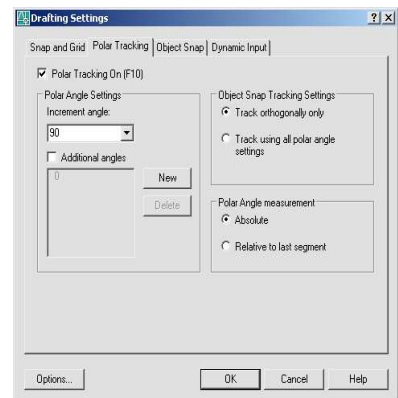 Drafting Settings
Snap and Grid Polar Tracking Object Snap Dynamic Input
Polar Tracking On (F10)
Polar Angle Settings
Increment angle:
90
Additional angles
0
New
Delete
Object Snap Tracking Settings
Track orthogonally only
Track using all polar angle
settings
Polar Angle measurement
Absolute
Relative to last segment
Options...
OK
Cancel
Help